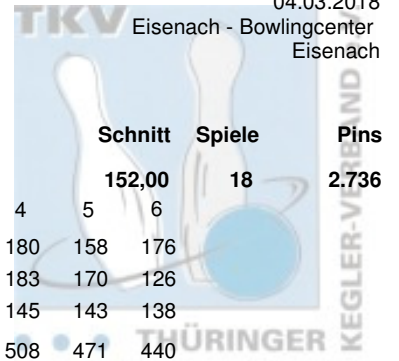 TKV
04.03.2018
Eisenach - Bowlingcenter
Eisenach
Schnitt Spiele Pins
152,00 18 2.736
4 5 6
180 158 176
183 170 126
145 143 138
508 471 440
THÜRINGER
KEGLER-VERBAND